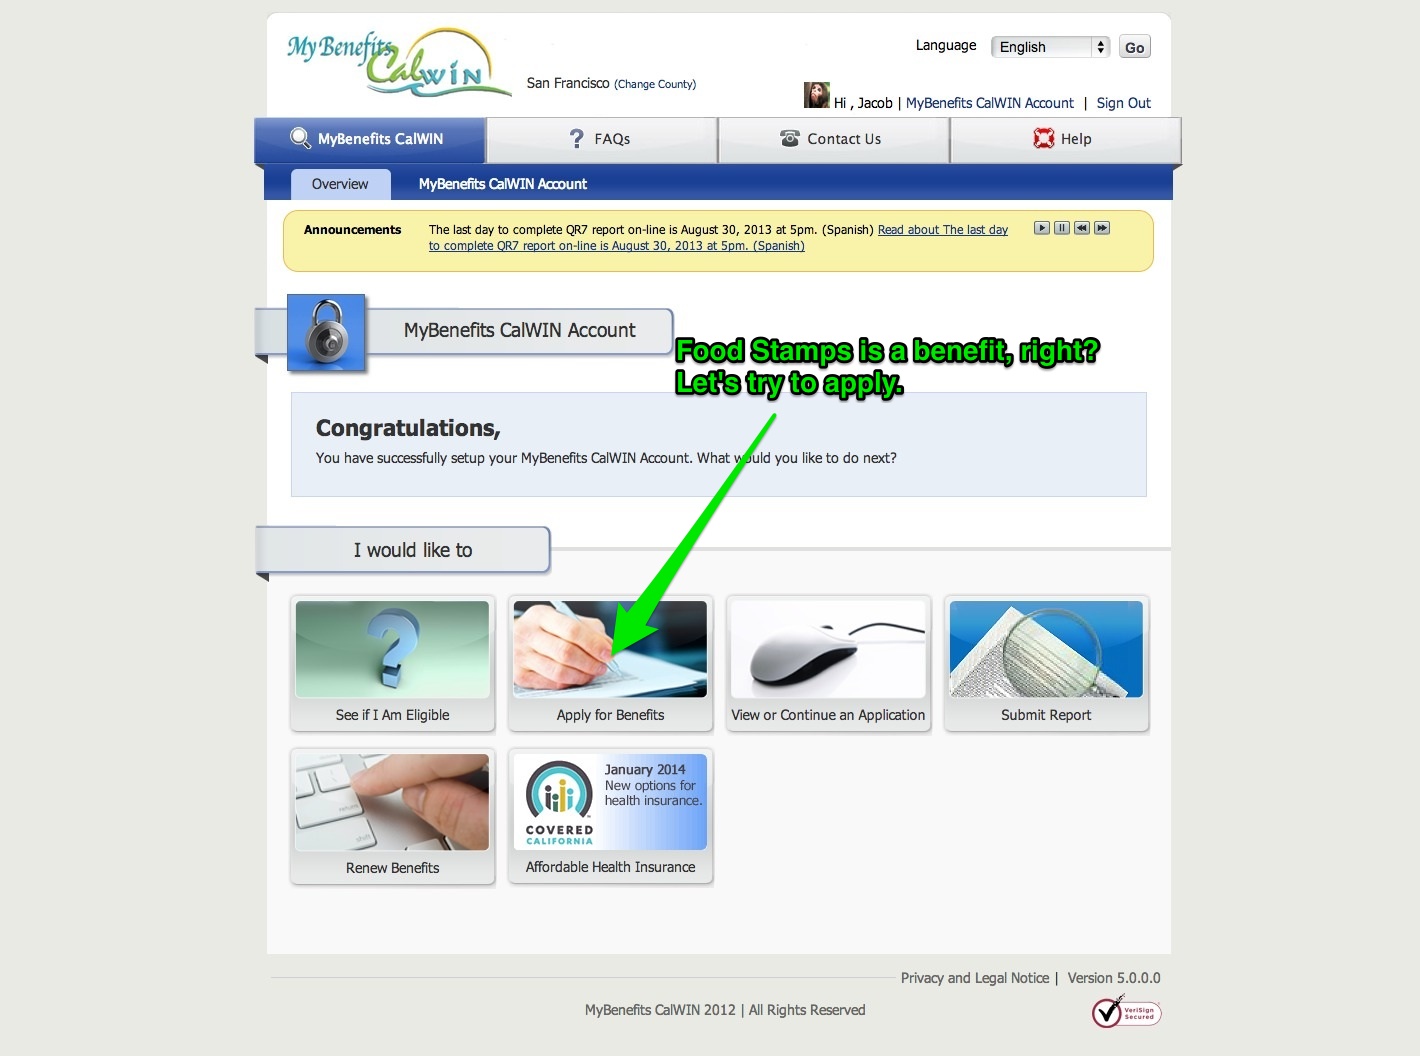 My Benefits
CalWIN
San Francisco (Change County)
Language English Go
Hi , Jacob | MyBenefits CalWIN Account | Sign Out
MyBenefits CalWIN
FAQs
Contact Us
Help
Overview
MyBenefits CalWIN Account
Announcements
The last day to complete QR7 report on-line is August 30, 2013 at 5pm. (Spanish) Read about The last day
to complete QR7 report on-line is August 30, 2013 at 5pm. (Spanish)
MyBenefits CalWIN Account
Food Stamps is a benefit, right?
Let's try to apply.
Congratulations,
You have successfully setup your MyBenefits CalWIN Account. What would you like to do next?
I would like to
See if I Am Eligible
Apply for Benefits
View or Continue an Application
Submit Report
return
shift
Renew Benefits
January 2014
New options for
health insurance.
COVERED
CALIFORNIA
Affordable Health Insurance
Privacy and Legal Notice | Version 5.0.0.0
MyBenefits CalWIN 2012 | All Rights Reserved
VeriSign
Secured